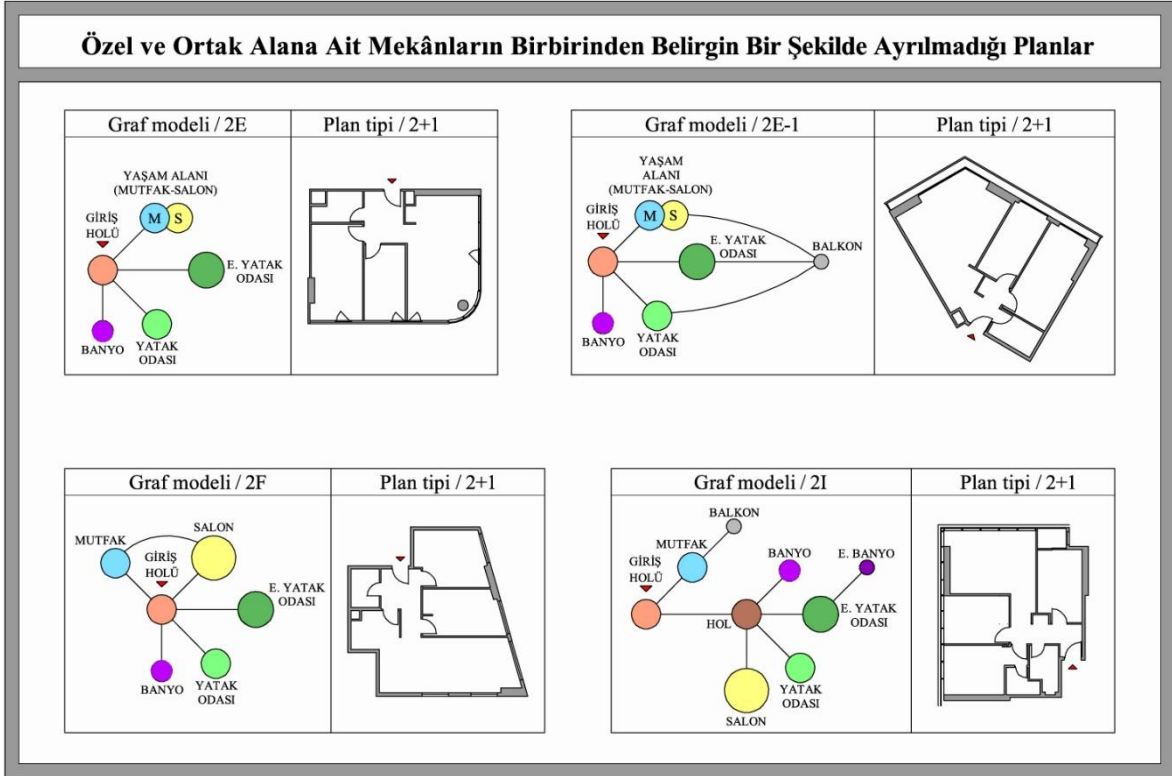 Özel ve Ortak Alana Ait Mekânların Birbirinden Belirgin Bir Şekilde Ayrılmadığı Planlar
Graf modeli / 2E
Plan tipi / 2+1
YAŞAM ALANI
(MUTFAK-SALON)
GİRİŞ
HOLÜ
M
S
E. YATAK
ODASI
BANYO
YATAK
ODASI
Graf modeli / 2E-1
Plan tipi / 2+1
YAŞAM
ALANI
(MUTFAK-SALON)
GİRİŞ
HOLÜ
M
S
E. YATAK
ODASI
BALKON
BANYO
YATAK
ODASI
Graf modeli / 2F
Plan tipi / 2+1
SALON
MUTFAK
GİRİŞ
HOLÜ
E. YATAK
ODASI
BANYO
YATAK
ODASI
Graf modeli / 2I
Plan tipi / 2+1
BALKON
MUTFAK
BANYO
E. BANYO
GİRİŞ
HOLÜ
HOL
E. YATAK
ODASI
YATAK
ODASI
SALON